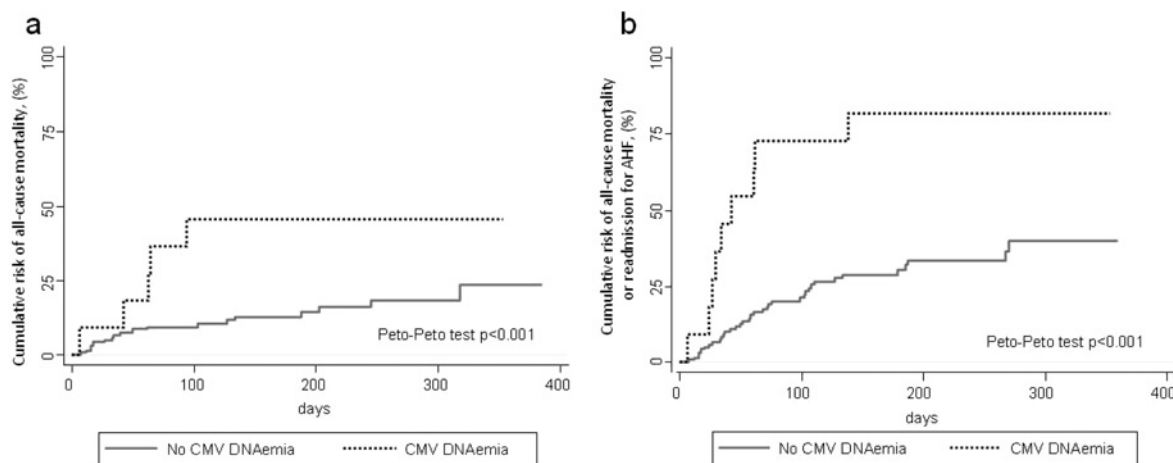 a
Cumulative risk of all-cause mortality, (%)
100
75
50
25
0
Peto-Peto test p<0.001
0 100 200 300 400
days
No CMV DNAemia CMV DNAemia
b
Cumulative risk of all-cause mortality
or readmission for AHF, (%)
100
75
50
25
0
Peto-Peto test p<0.001
0 100 200 300 400
days
No CMV DNAemia CMV DNAemia